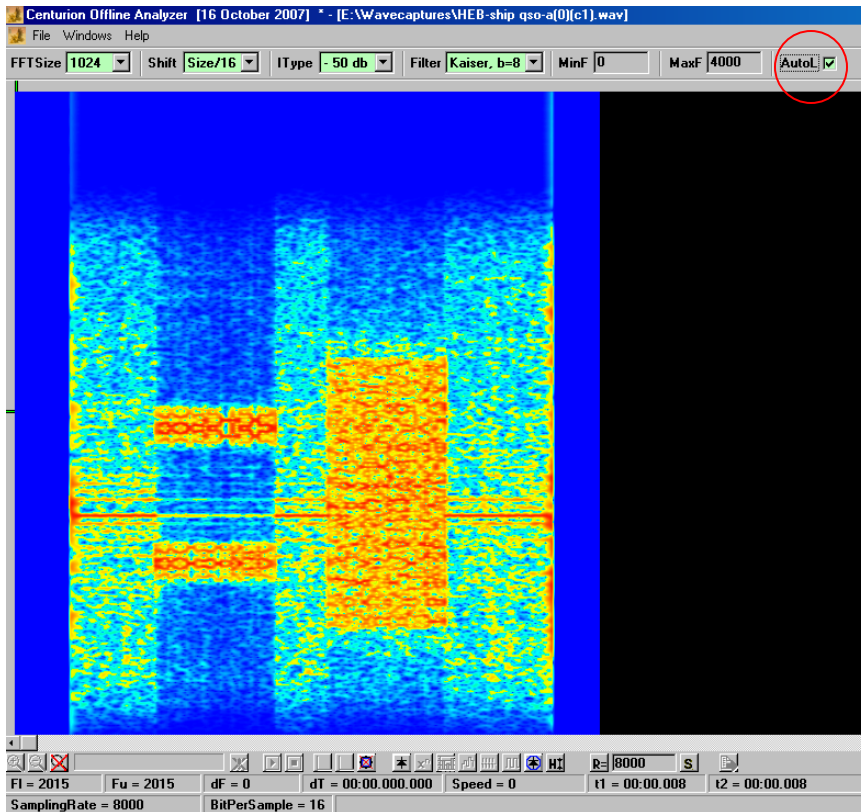 Centurion Offline Analyzer [16 October 2007] * - [E:\Wavecaptures\HEB-ship qso-a(0)(c1).wav]
File Windows Help
FFTSize 1024 Shift Size/16 IType - 50 db Filter Kaiser, b=8 MinF 0 MaxF 4000 AutoL
HI R= 8000 S
Fl = 2015 Fu = 2015 dF = 0 dT = 00:00.000.000 Speed = 0 t1 = 00:00.008 t2 = 00:00.008
SamplingRate = 8000 BitPerSample = 16